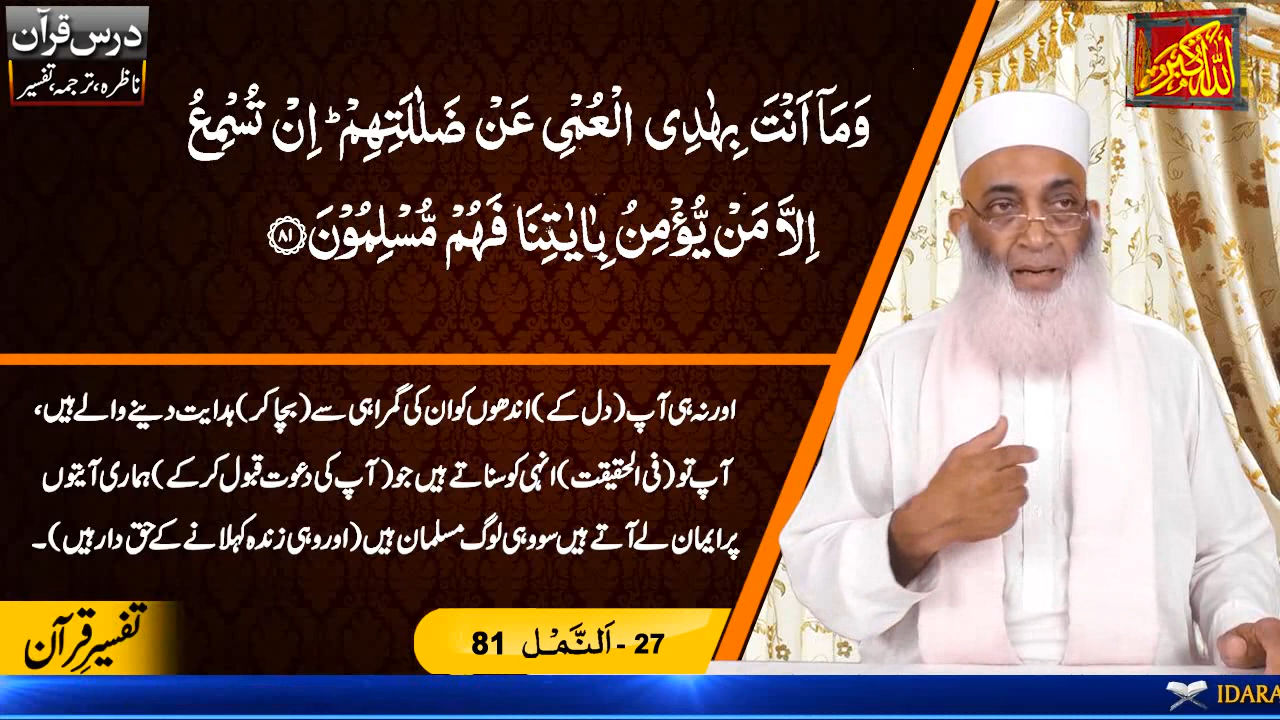 درس قرآن
ناظرہ، ترجمہ، تفسیر
اللہ اکبر
وَمَاۤ اَنْتَ بِهٰدِی الْعُمْیِ عَنْ ضَلٰلَتِهِمْ ؕ اِنْ تُسْمِعُ
اِلَّا مَنْ یُّؤْمِنُ بِاٰیٰتِنَا فَهُمْ مُّسْلِمُوْنَ ﴿۸۱﴾
اور نہ ہی آپ (دل کے) اندھوں کو ان کی گمراہی سے (بچا کر) ہدایت دینے والے ہیں،
آپ تو (فی الحقیقت) انہی کو سناتے ہیں جو (آپ کی دعوت قبول کر کے) ہماری آیتوں
پر ایمان لے آتے ہیں سو وہی لوگ مسلمان ہیں (اور وہی زندہ کہلانے کے حق دار ہیں)۔
تفسیرِ قرآن
27 - اَلنَّمْل 81
IDARA